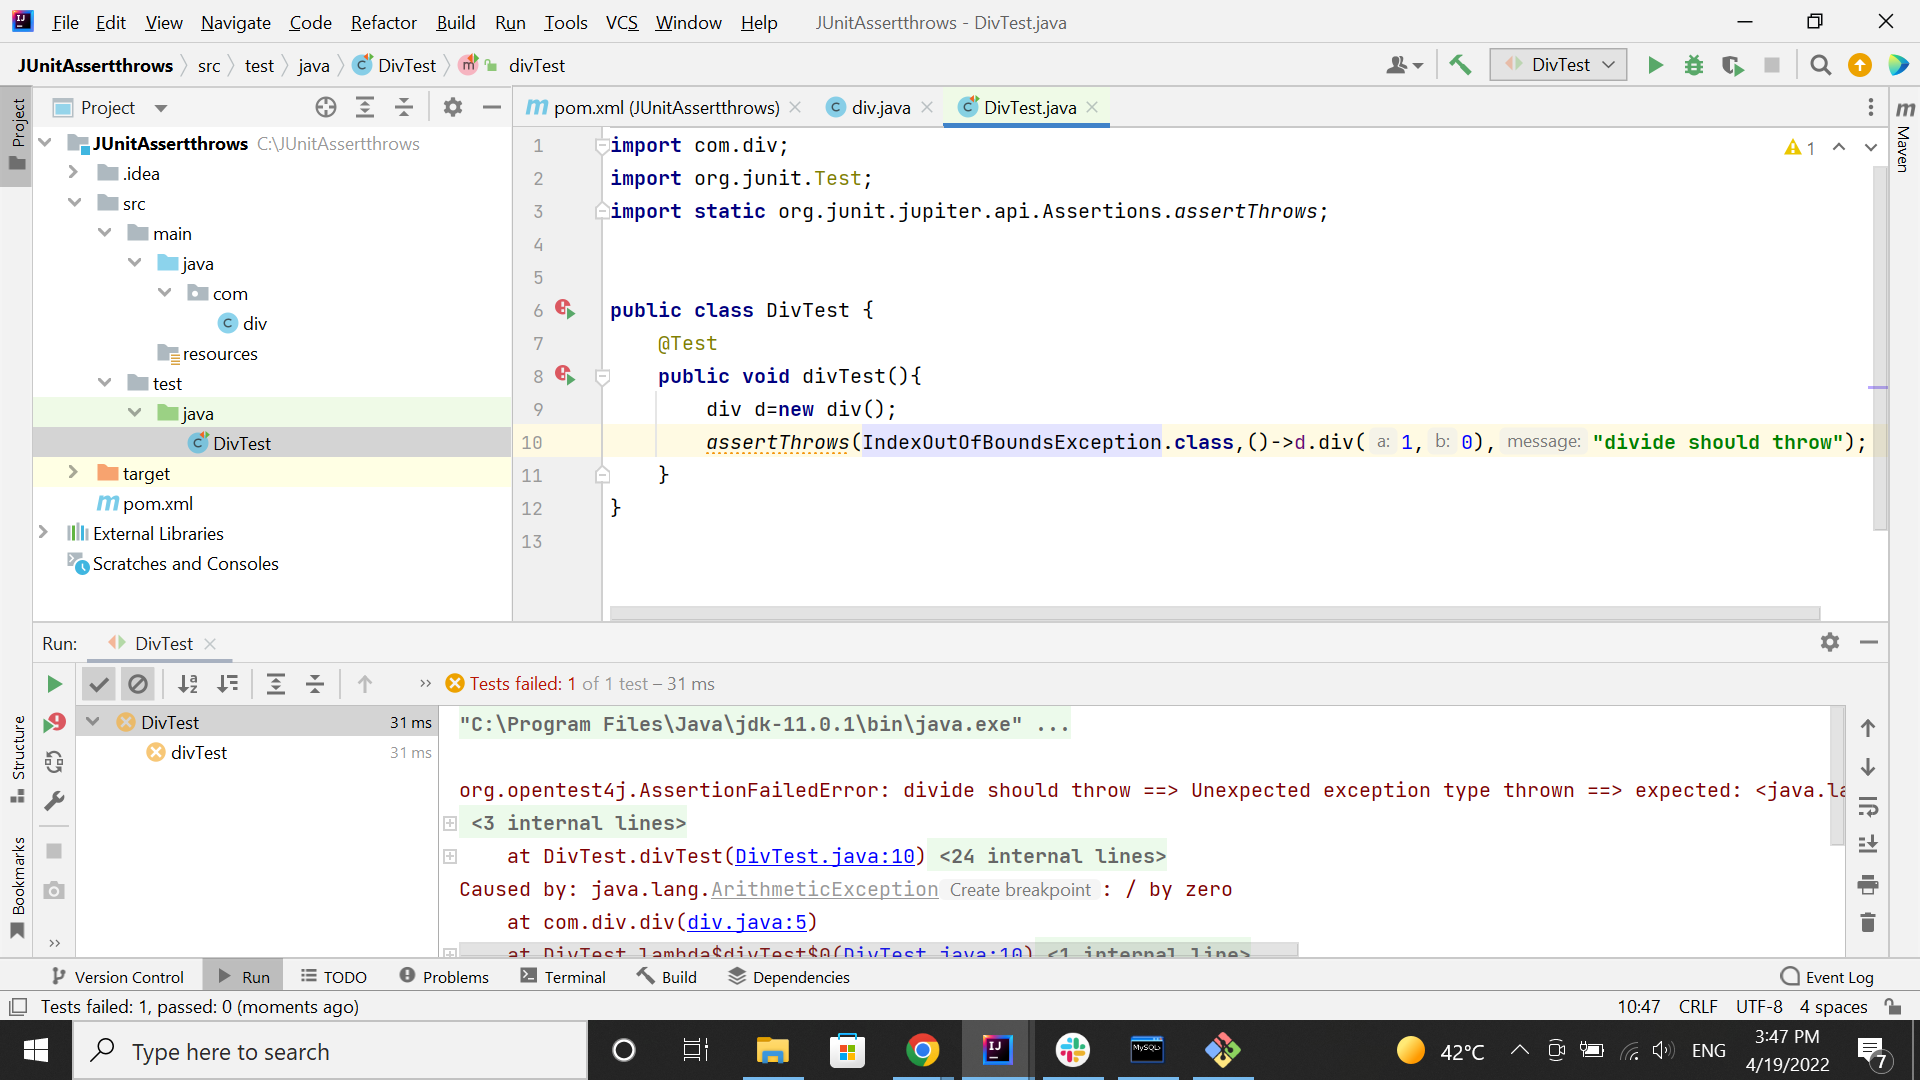 File Edit View Navigate Code Refactor Build Run Tools VCS Window Help JUnitAssertthrows - DivTest.java
JUnitAssertthrows src test java DivTest divTest
DivTest
Project
pom.xml (JUnitAssertthrows) div.java DivTest.java
Project
Maven
JUnitAssertthrows C:\JUnitAssertthrows
.idea
src
main
java
com
div
resources
test
java
DivTest
target
pom.xml
External Libraries
Scratches and Consoles
1 import com.div;
2 import org.junit.Test;
3 import static org.junit.jupiter.api.Assertions.assertThrows;
4
5
6 public class DivTest {
7 @Test
8 public void divTest(){
9 div d=new div();
10 assertThrows(IndexOutOfBoundsException.class,()->d.div( a: 1, b: 0), message: "divide should throw");
11 }
12 }
13
1
Run: DivTest
Tests failed: 1 of 1 test – 31 ms
DivTest 31 ms
divTest 31 ms
"C:\Program Files\Java\jdk-11.0.1\bin\java.exe" ...
org.opentest4j.AssertionFailedError: divide should throw ==> Unexpected exception type thrown ==> expected: <java.la
<3 internal lines>
at DivTest.divTest(DivTest.java:10) <24 internal lines>
Caused by: java.lang.ArithmeticException Create breakpoint : / by zero
at com.div.div(div.java:5)
at DivTest.lambda$divTest$0(DivTest.java:10) <1 internal line>
Structure
Bookmarks
Version Control Run TODO Problems Terminal Build Dependencies Event Log
Tests failed: 1, passed: 0 (moments ago) 10:47 CRLF UTF-8 4 spaces
Type here to search
MySQL
42°C ENG
3:47 PM
4/19/2022
7